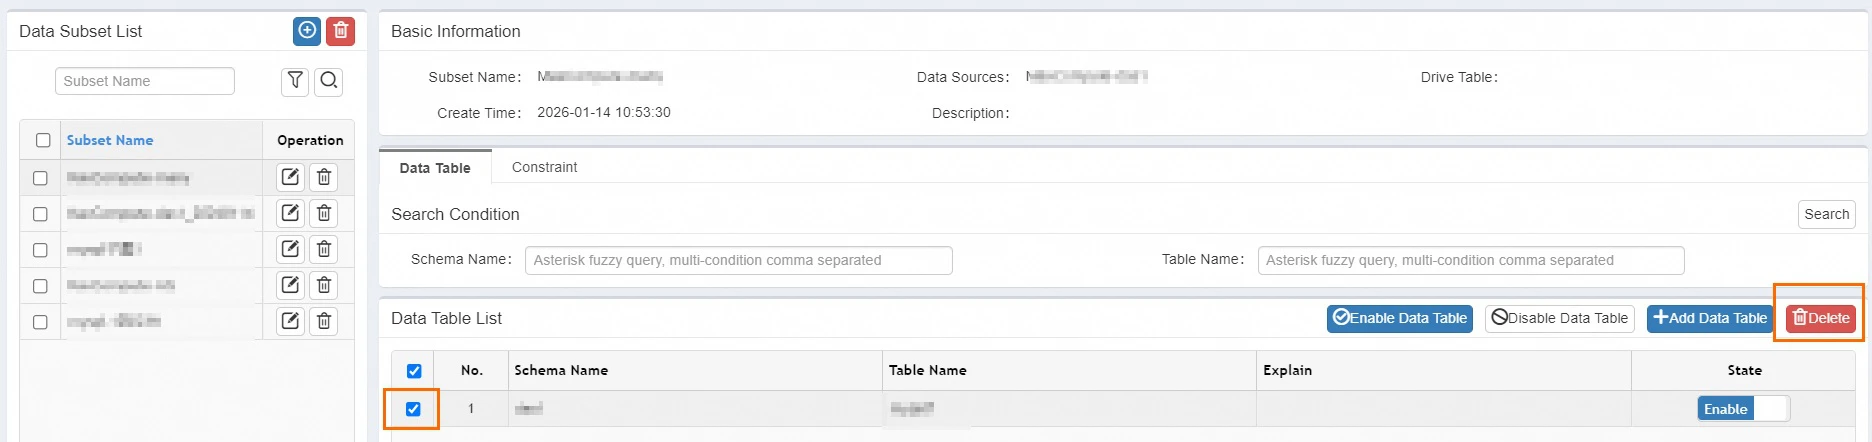 Data Subset List
Subset Name
Subset Name Operation
Basic Information
Subset Name: Data Sources: Drive Table:
Create Time: 2026-01-14 10:53:30 Description:
Data Table Constraint
Search Condition Search
Schema Name: Asterisk fuzzy query, multi-condition comma separated Table Name: Asterisk fuzzy query, multi-condition comma separated
Data Table List Enable Data Table Disable Data Table Add Data Table Delete
No. Schema Name Table Name Explain State
1 Enable